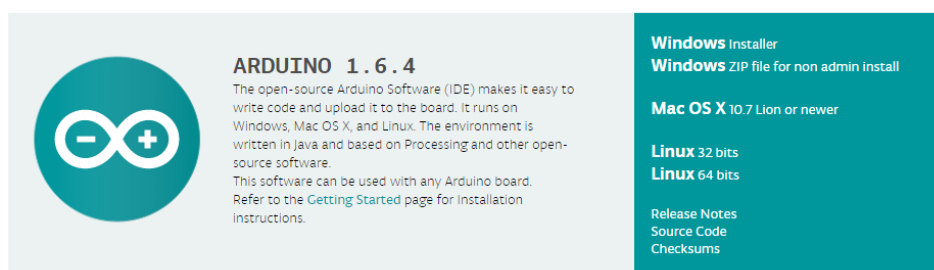 ARDUINO 1.6.4
The open-source Arduino Software (IDE) makes it easy to
write code and upload it to the board. It runs on
Windows, Mac OS X, and Linux. The environment is
written in Java and based on Processing and other open-
source software.
This software can be used with any Arduino board.
Refer to the Getting Started page for Installation
instructions.
Windows Installer
Windows ZIP file for non admin install
Mac OS X 10.7 Lion or newer
Linux 32 bits
Linux 64 bits
Release Notes
Source Code
Checksums